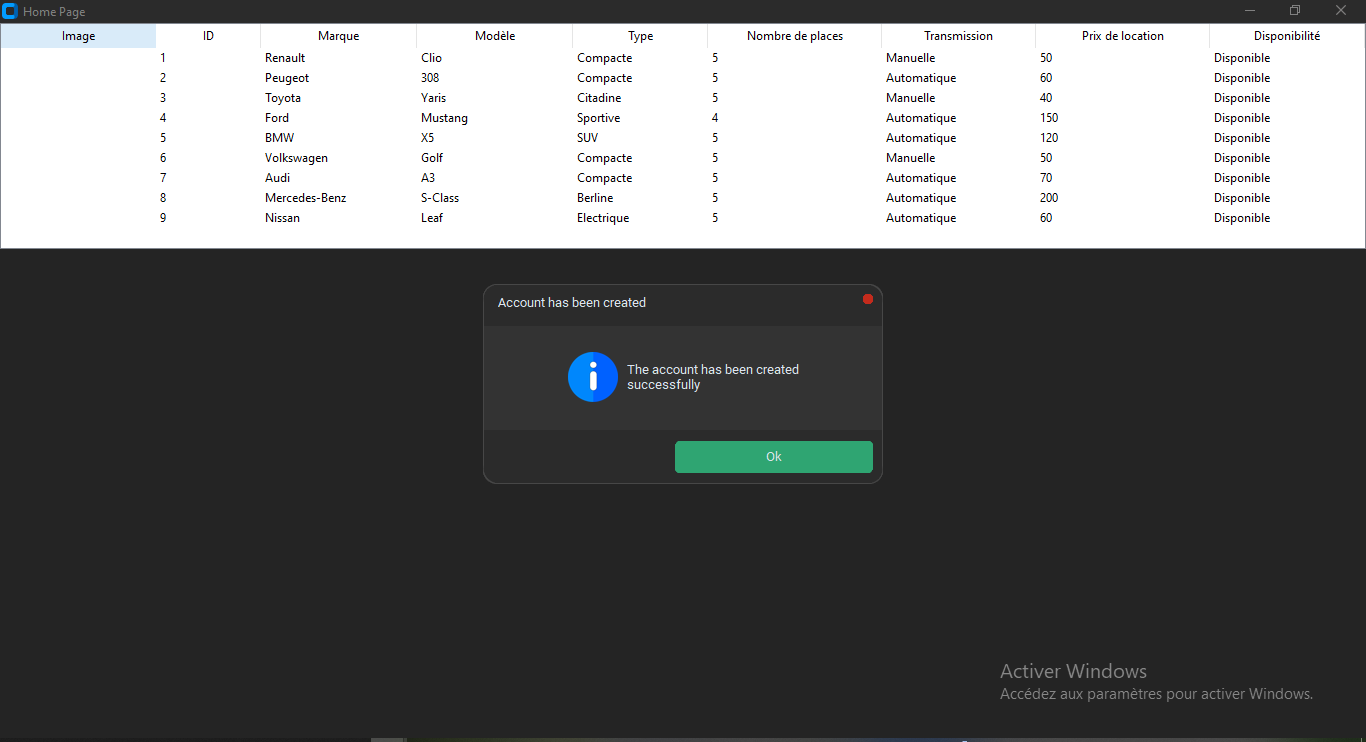 Home Page
Image ID Marque Modèle Type Nombre de places Transmission Prix de location Disponibilité
1 Renault Clio Compacte 5 Manuelle 50 Disponible
2 Peugeot 308 Compacte 5 Automatique 60 Disponible
3 Toyota Yaris Citadine 5 Manuelle 40 Disponible
4 Ford Mustang Sportive 4 Automatique 150 Disponible
5 BMW X5 SUV 5 Automatique 120 Disponible
6 Volkswagen Golf Compacte 5 Manuelle 50 Disponible
7 Audi A3 Compacte 5 Automatique 70 Disponible
8 Mercedes-Benz S-Class Berline 5 Automatique 200 Disponible
9 Nissan Leaf Electrique 5 Automatique 60 Disponible
Account has been created
The account has been created
successfully
Ok
Activer Windows
Accédez aux paramètres pour activer Windows.